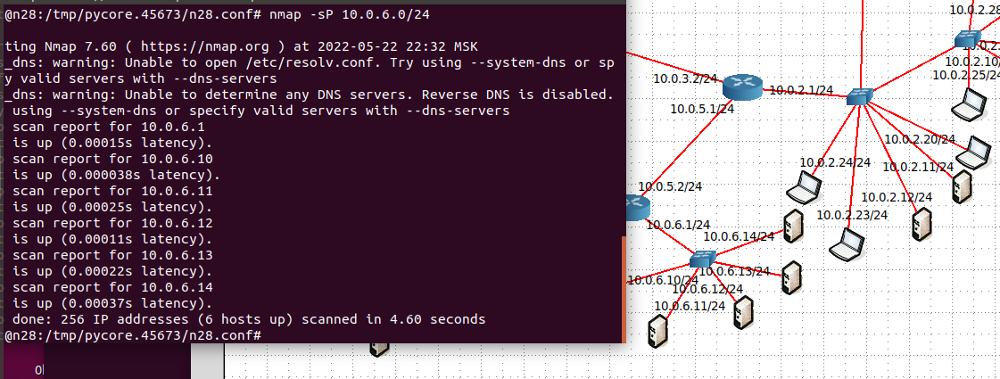 @n28:/tmp/pycore.45673/n28.conf# nmap -sP 10.0.6.0/24
ting Nmap 7.60 ( https://nmap.org ) at 2022-05-22 22:32 MSK
_dns: warning: Unable to open /etc/resolv.conf. Try using --system-dns or sp
y valid servers with --dns-servers
_dns: warning: Unable to determine any DNS servers. Reverse DNS is disabled.
using --system-dns or specify valid servers with --dns-servers
scan report for 10.0.6.1
is up (0.00015s latency).
scan report for 10.0.6.10
is up (0.000038s latency).
scan report for 10.0.6.11
is up (0.00025s latency).
scan report for 10.0.6.12
is up (0.00011s latency).
scan report for 10.0.6.13
is up (0.00022s latency).
scan report for 10.0.6.14
is up (0.00037s latency).
done: 256 IP addresses (6 hosts up) scanned in 4.60 seconds
@n28:/tmp/pycore.45673/n28.conf#
10.0.2.28
10.0.2.10/
10.0.2.25/24
10.0.3.2/24
10.0.2.1/24
10.0.5.1/24
10.0.2.20/24
10.0.2.24/24
10.0.2.11/24
10.0.5.2/24
10.0.2.12/24
10.0.2.23/24
10.0.6.1/24
10.0.6.14/24
10.0.6.13/24
10.0.6.10/24
10.0.6.12/24
10.0.6.11/24